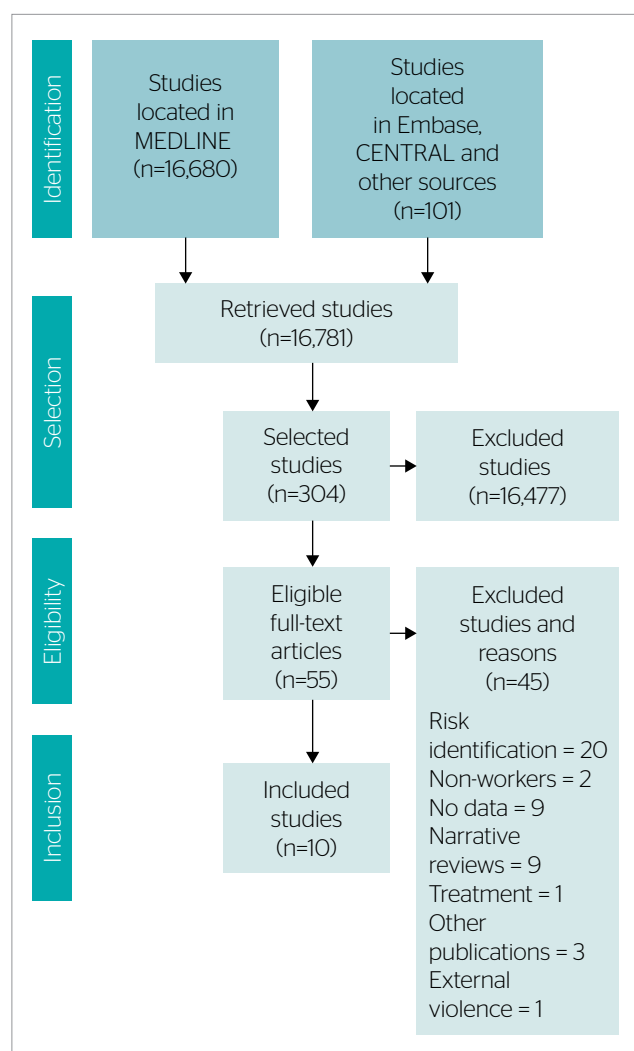 Identification
Studies
located in
MEDLINE
(n=16,680)
Studies
located
in Embase,
CENTRAL and
other sources
(n=101)
Selection
Retrieved studies
(n=16,781)
Selected
studies
(n=304)
Excluded
studies
(n=16,477)
Eligibility
Eligible
full-text
articles
(n=55)
Excluded
studies and
reasons
(n=45)
Risk
identification = 20
Non-workers = 2
No data = 9
Narrative
reviews = 9
Treatment = 1
Other
publications = 3
External
violence = 1
Inclusion
Included
studies
(n=10)